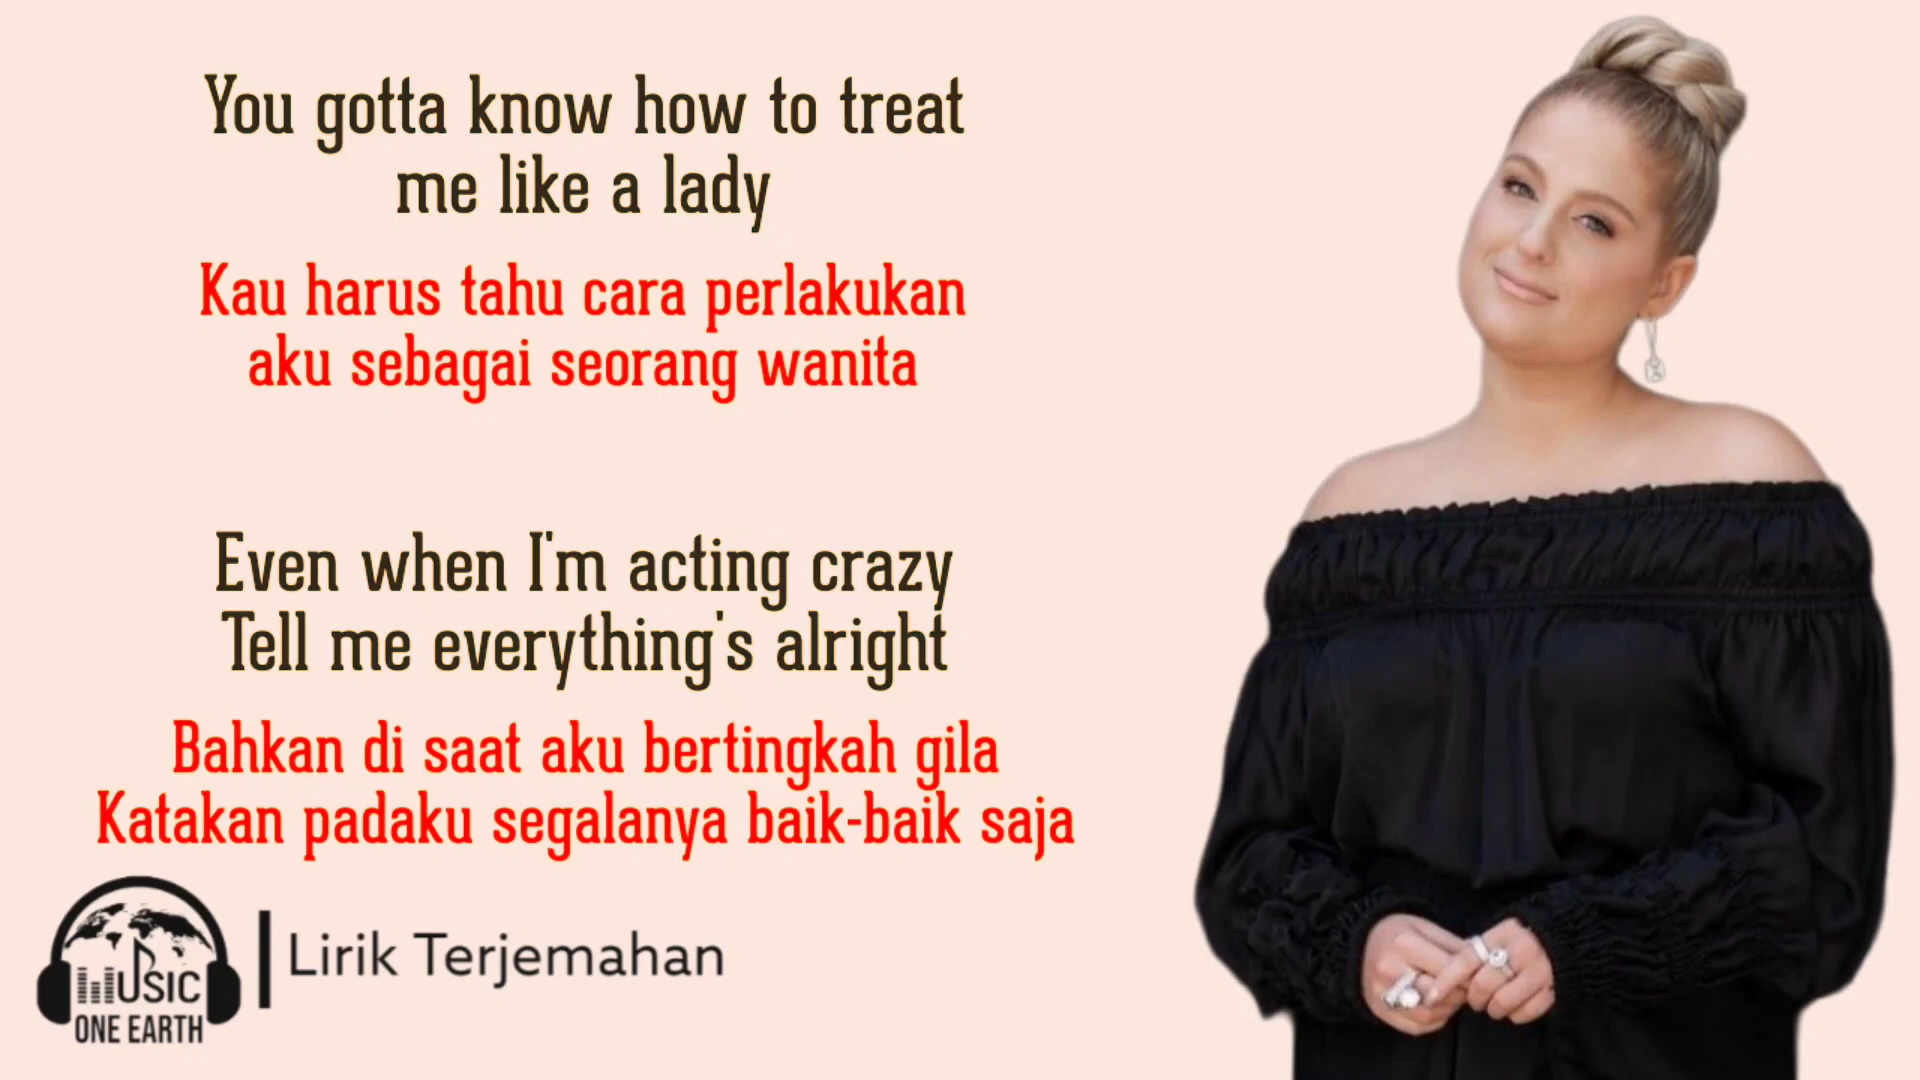 You gotta know how to treat
me like a lady
Kau harus tahu cara perlakukan
aku sebagai seorang wanita
Even when I'm acting crazy
Tell me everything's alright
Bahkan di saat aku bertingkah gila
Katakan padaku segalanya baik-baik saja
MUSIC
ONE EARTH
Lirik Terjemahan